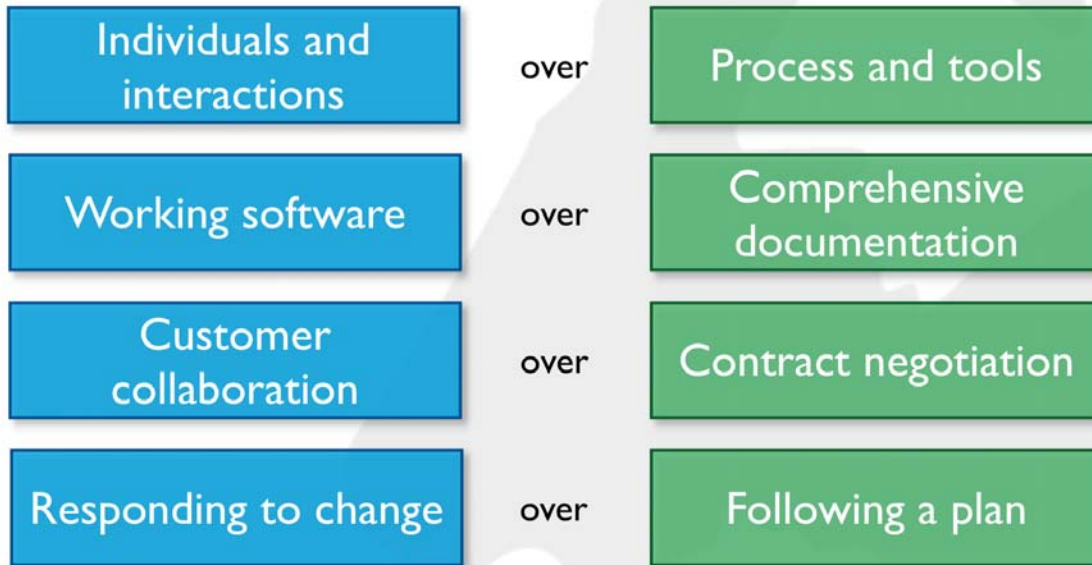 Individuals and
interactions
over
Process and tools
Working software
over
Comprehensive
documentation
Customer
collaboration
over
Contract negotiation
Responding to change
over
Following a plan